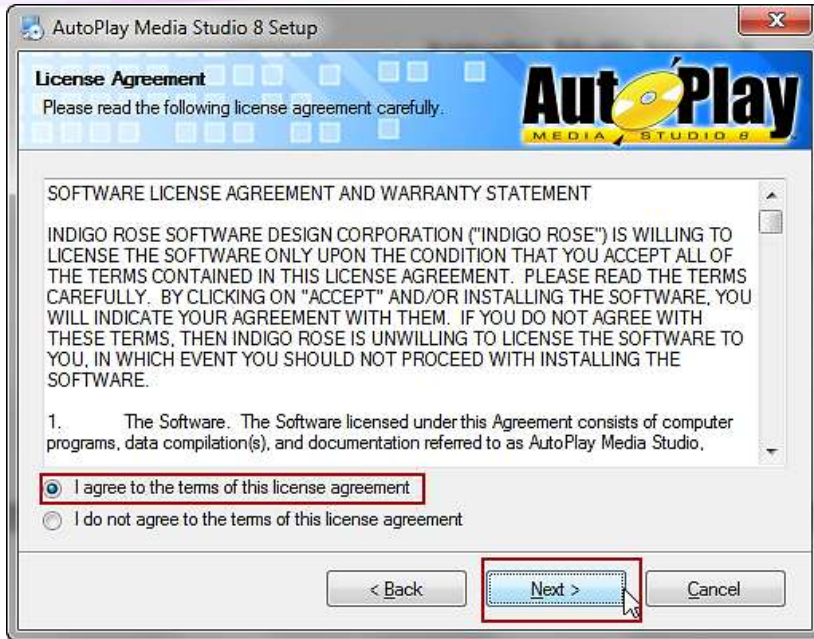 AutoPlay Media Studio 8 Setup
License Agreement
Please read the following license agreement carefully.
AutoPlay
MEDIA STUDIO 8
SOFTWARE LICENSE AGREEMENT AND WARRANTY STATEMENT
INDIGO ROSE SOFTWARE DESIGN CORPORATION ("INDIGO ROSE") IS WILLING TO
LICENSE THE SOFTWARE ONLY UPON THE CONDITION THAT YOU ACCEPT ALL OF
THE TERMS CONTAINED IN THIS LICENSE AGREEMENT. PLEASE READ THE TERMS
CAREFULLY. BY CLICKING ON "ACCEPT" AND/OR INSTALLING THE SOFTWARE, YOU
WILL INDICATE YOUR AGREEMENT WITH THEM. IF YOU DO NOT AGREE WITH
THESE TERMS, THEN INDIGO ROSE IS UNWILLING TO LICENSE THE SOFTWARE TO
YOU, IN WHICH EVENT YOU SHOULD NOT PROCEED WITH INSTALLING THE
SOFTWARE.
1. The Software. The Software licensed under this Agreement consists of computer
programs, data compilation(s), and documentation referred to as AutoPlay Media Studio,
I agree to the terms of this license agreement
I do not agree to the terms of this license agreement
< Back
Next >
Cancel